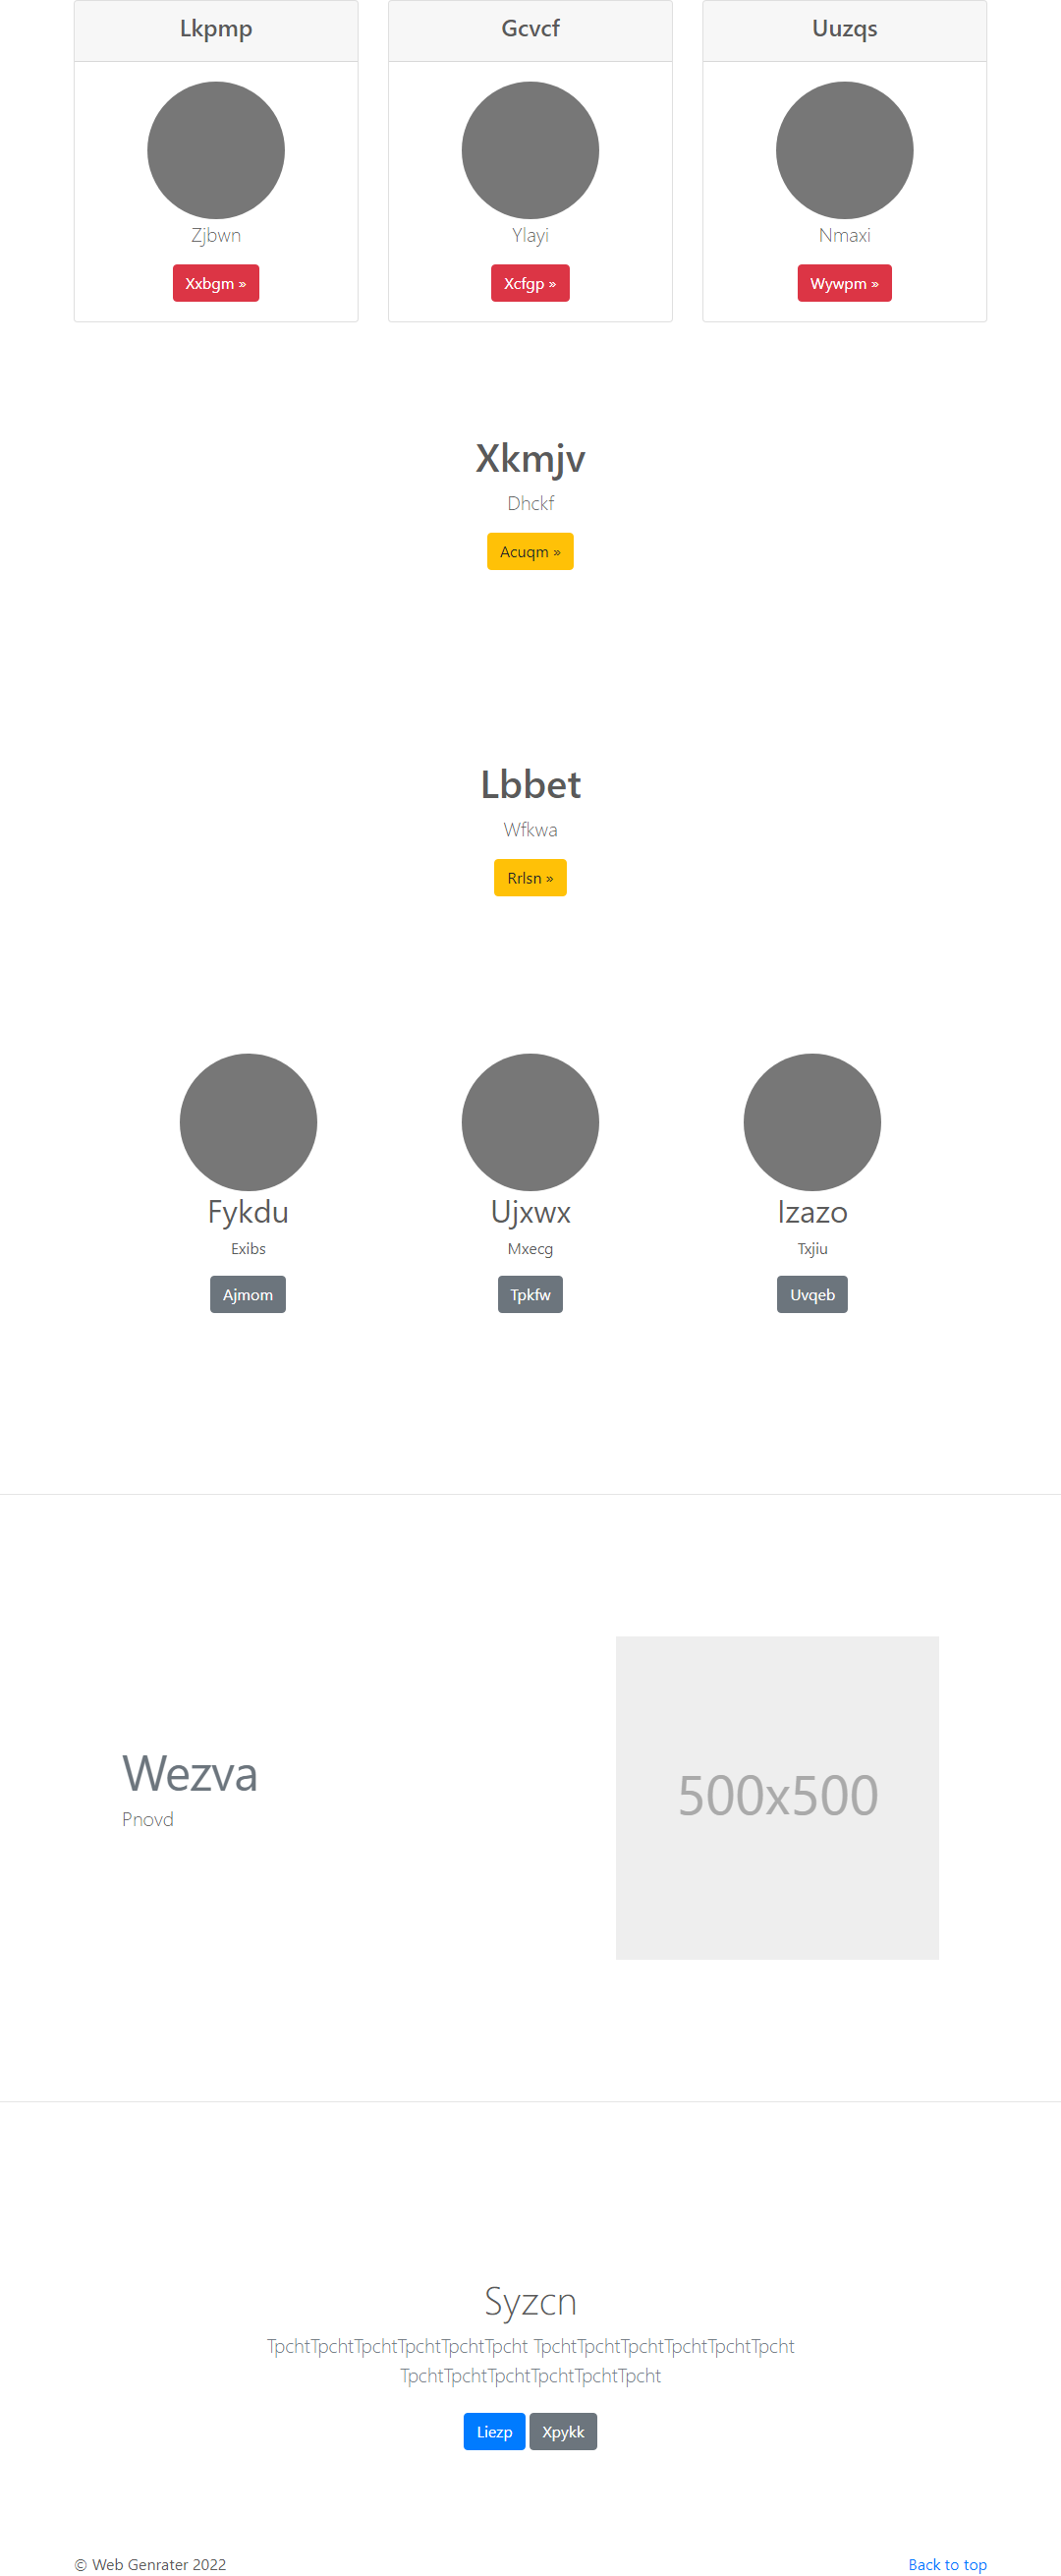 Lkpmp
Gcvcf
Uuzqs
Zjbwn
Ylayi
Nmaxi
Xxbgm »
Xcfgp »
Wywpm »
Xkmjv
Dhckf
Acuqm »
Lbbet
Wfkwa
Rrlsn »
Fykdu
Ujxwx
Izazo
Exibs
Mxecg
Txjiu
Ajmom
Tpkfw
Uvqeb
Wezva
Pnovd
500x500
Syzcn
TpchtTpchtTpchtTpchtTpchtTpcht TpchtTpchtTpchtTpchtTpchtTpcht
TpchtTpchtTpchtTpchtTpchtTpcht
Liezp
Xpykk
© Web Genrater 2022
Back to top